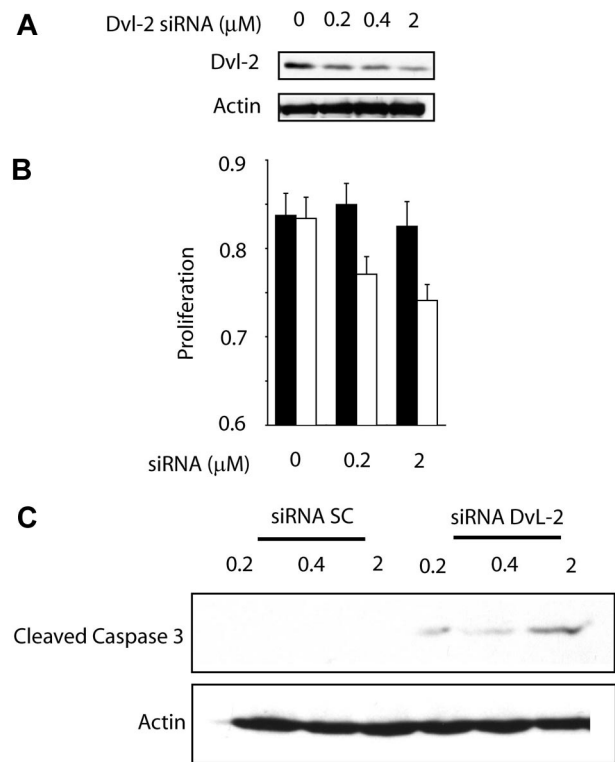 A
Dvl-2 siRNA (μM) 0 0.2 0.4 2
Dvl-2
Actin
B
0.9
0.8
0.7
0.6
Proliferation
siRNA (μM) 0 0.2 2
C
siRNA SC siRNA DvL-2
0.2 0.4 2 0.2 0.4 2
Cleaved Caspase 3
Actin